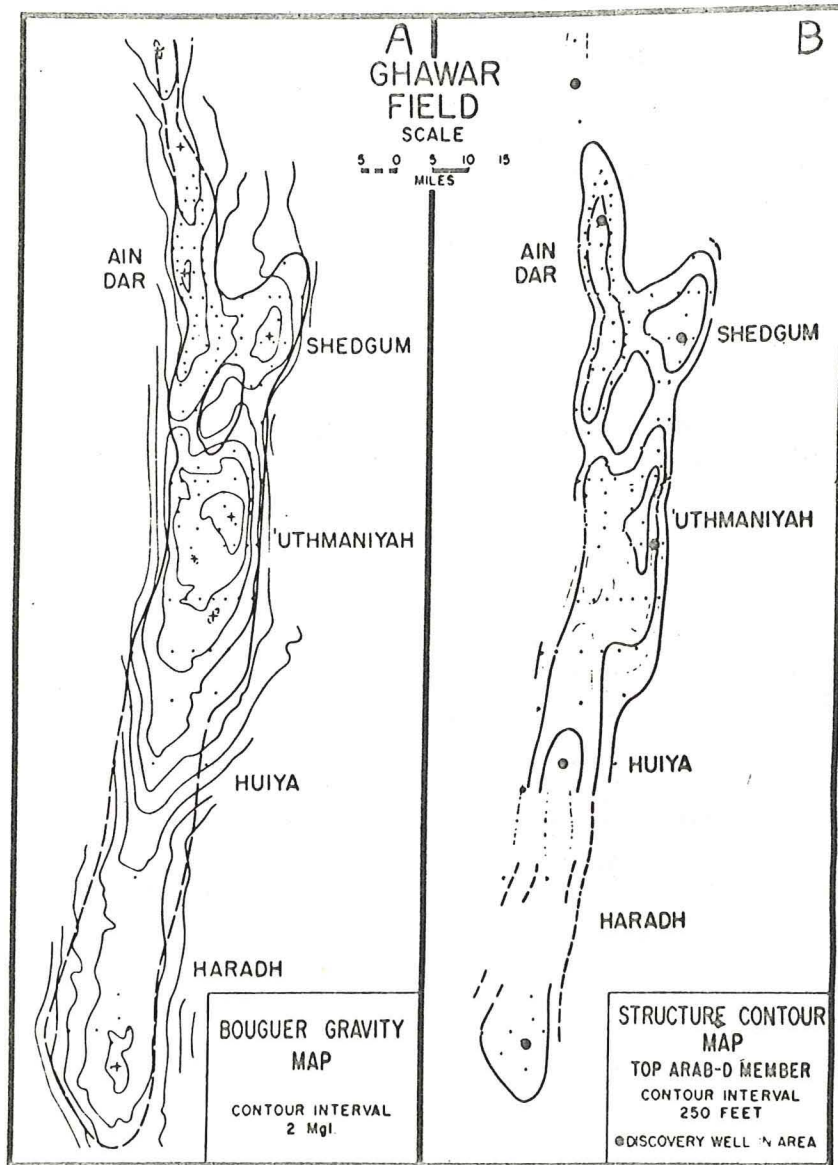 A
GHAWAR
FIELD
SCALE
5 0 5 10 15
MILES
AIN
DAR
SHEDGUM
'UTHMANIYAH
HUIYA
HARADH
BOUGUER GRAVITY
MAP
CONTOUR INTERVAL
2 Mgl.
B
AIN
DAR
SHEDGUM
'UTHMANIYAH
HUIYA
HARADH
STRUCTURE CONTOUR
MAP
TOP ARAB-D MEMBER
CONTOUR INTERVAL
250 FEET
DISCOVERY WELL IN AREA